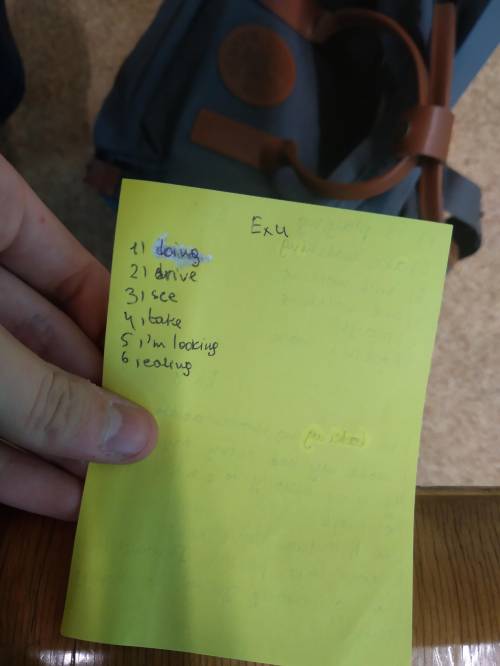 Ex4
1) doing
2) drive
3) see
4) take
5) i'm looking
6) eating